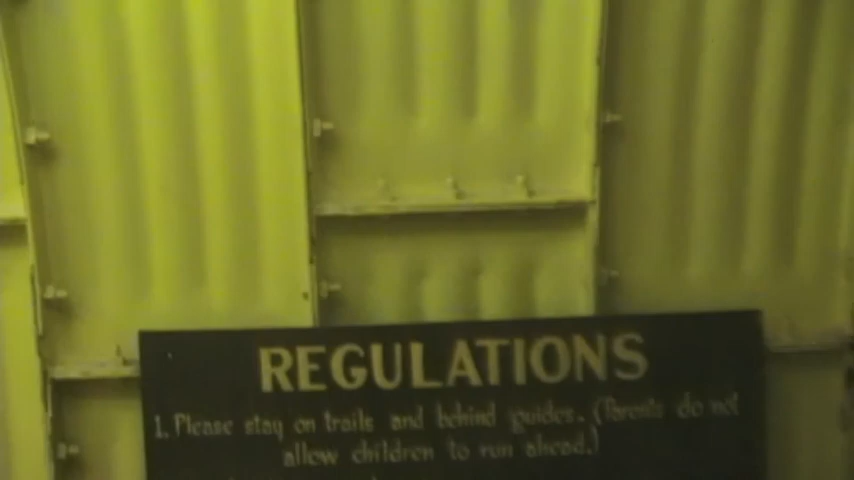 REGULATIONS
1. Please stay on trails and behind guides. (Parents do not
allow children to run ahead.)